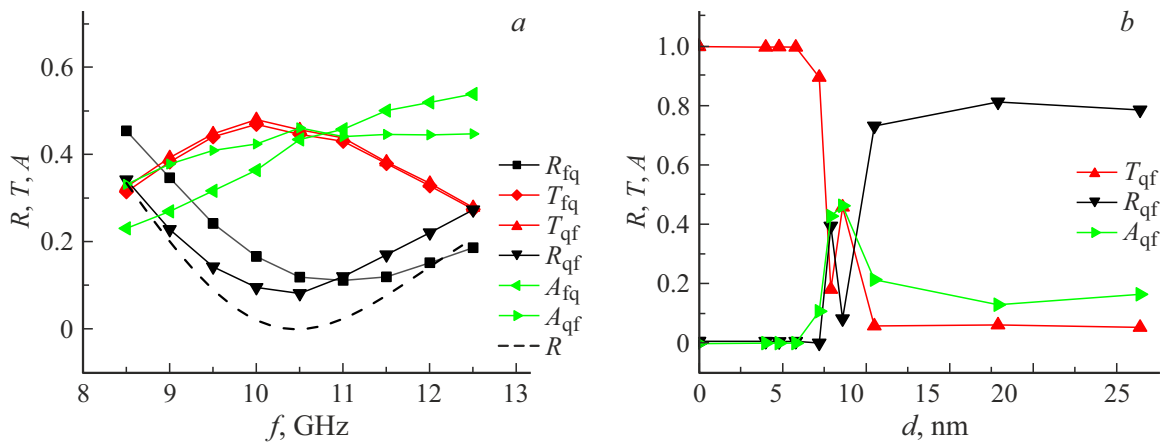 a
R, T, A
0.6
0.4
0.2
0
8 9 10 11 12 13
f, GHz
R_fq
T_fq
T_qf
R_qf
A_fq
A_qf
R
b
R, T, A
1.0
0.8
0.6
0.4
0.2
0
0 5 10 15 20 25
d, nm
T_qf
R_qf
A_qf